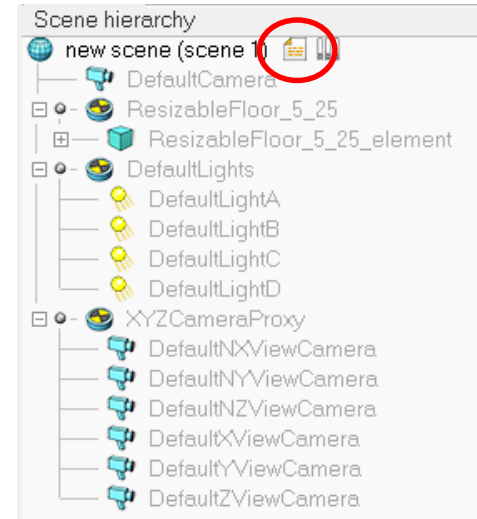 Scene hierarchy
new scene (scene 1)
DefaultCamera
ResizableFloor_5_25
ResizableFloor_5_25_element
DefaultLights
DefaultLightA
DefaultLightB
DefaultLightC
DefaultLightD
XYZCameraProxy
DefaultNXViewCamera
DefaultNYViewCamera
DefaultNZViewCamera
DefaultXViewCamera
DefaultYViewCamera
DefaultZViewCamera